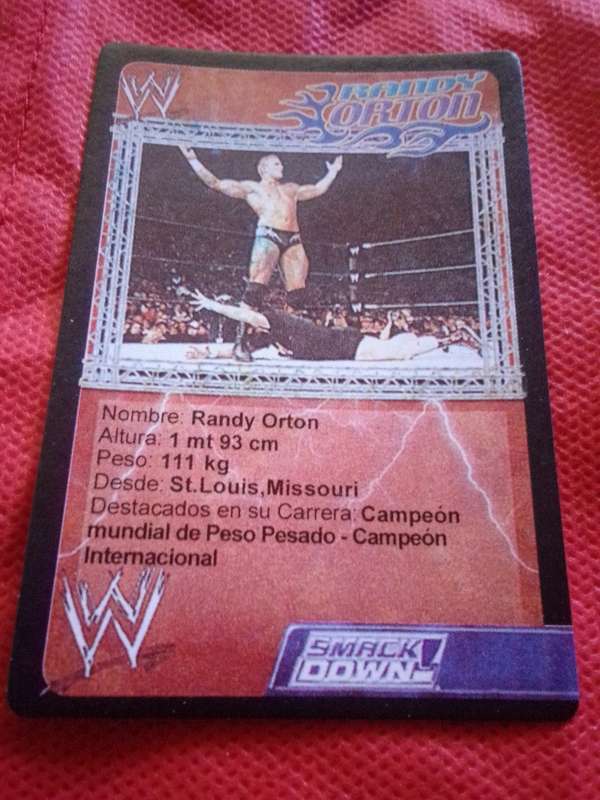 W
RANDY
ORTON
Nombre: Randy Orton
Altura: 1 mt 93 cm
Peso: 111 kg
Desde: St.Louis,Missouri
Destacados en su Carrera: Campeón
mundial de Peso Pesado - Campeón
Internacional
W
SMACK
DOWN!